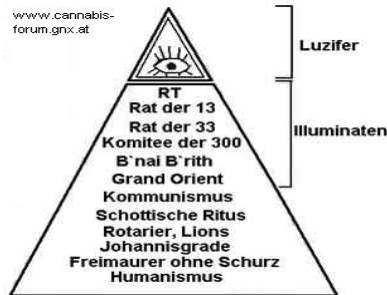 www.cannabis-
forum.gnx.at
Luzifer
RT
Rat der 13
Rat der 33
Komitee der 300
B`nai B`rith
Grand Orient
Kommunismus
Schottische Ritus
Rotarier, Lions
Johannisgrade
Freimaurer ohne Schurz
Humanismus
Illuminaten